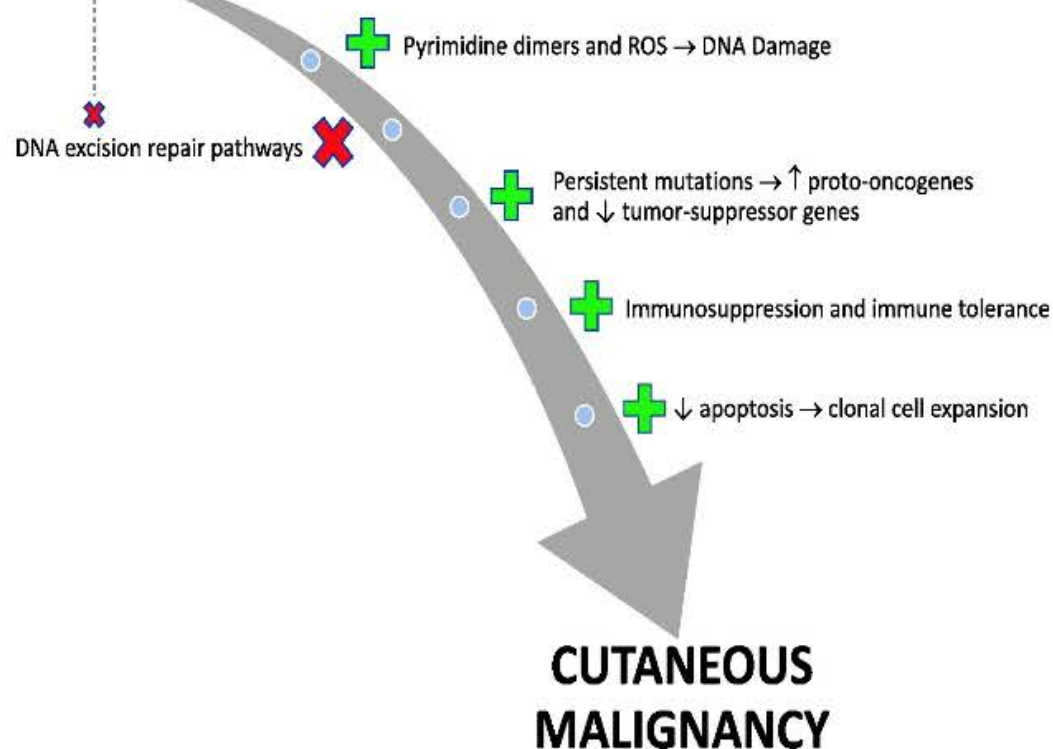 Pyrimidine dimers and ROS → DNA Damage
DNA excision repair pathways
Persistent mutations → ↑ proto-oncogenes
and ↓ tumor-suppressor genes
Immunosuppression and immune tolerance
↓ apoptosis → clonal cell expansion
CUTANEOUS
MALIGNANCY